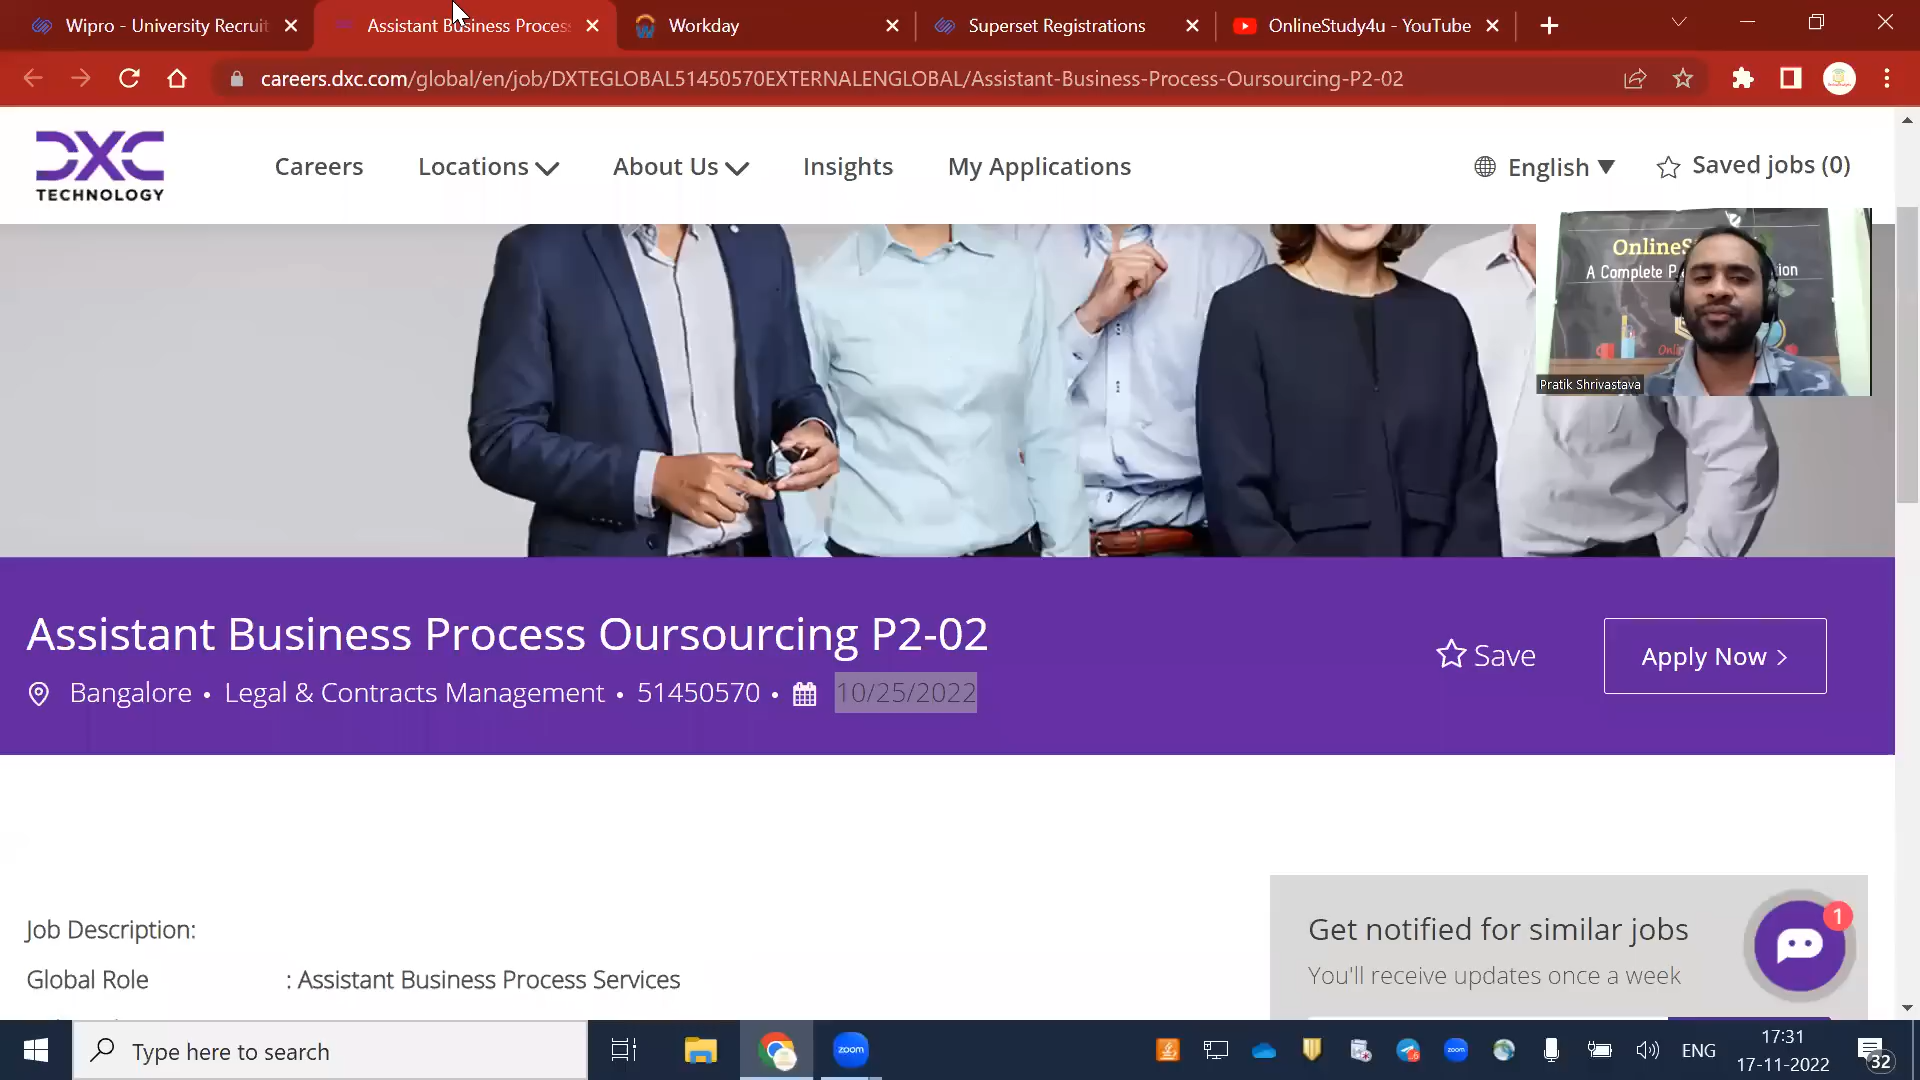 Wipro - University Recruit
Assistant Business Process
Workday
Superset Registrations
OnlineStudy4u - YouTube
careers.dxc.com/global/en/job/DXTEGLOBAL51450570EXTERNALENGLOBAL/Assistant-Business-Process-Oursourcing-P2-02
DXC
TECHNOLOGY
Careers
Locations
About Us
Insights
My Applications
English
Saved jobs (0)
OnlineS
A Complete P
ion
Pratik Shrivastava
Assistant Business Process Oursourcing P2-02
Bangalore • Legal & Contracts Management • 51450570 • 10/25/2022
Save
Apply Now
Job Description:
Global Role : Assistant Business Process Services
Get notified for similar jobs
You'll receive updates once a week
1
Type here to search
zoom
zoom
ENG
17:31
17-11-2022
32